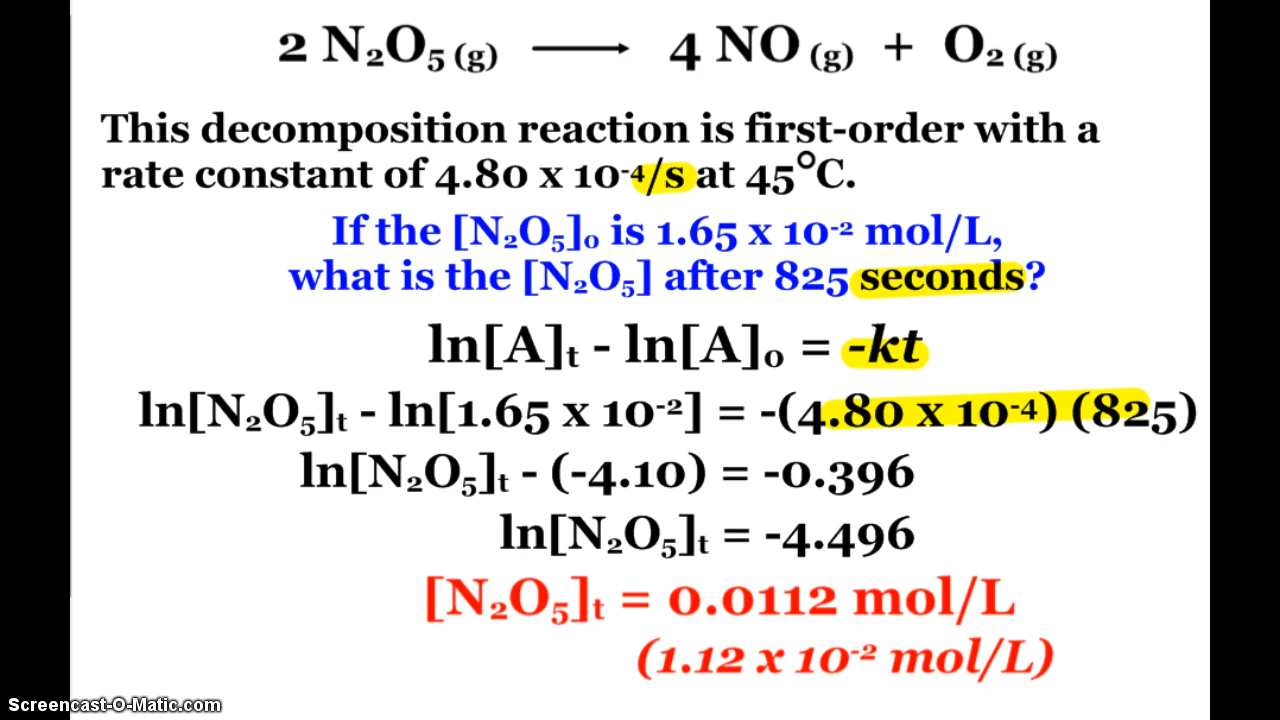 2 N₂O₅ (g) ⟶ 4 NO (g) + O₂ (g)
This decomposition reaction is first-order with a
rate constant of 4.80 x 10⁻⁴/s at 45°C.
If the [N₂O₅]₀ is 1.65 x 10⁻² mol/L,
what is the [N₂O₅] after 825 seconds?
ln[A]ₜ - ln[A]₀ = -kt
ln[N₂O₅]ₜ - ln[1.65 x 10⁻²] = -(4.80 x 10⁻⁴) (825)
ln[N₂O₅]ₜ - (-4.10) = -0.396
ln[N₂O₅]ₜ = -4.496
[N₂O₅]ₜ = 0.0112 mol/L
(1.12 x 10⁻² mol/L)
Screencast-O-Matic.com